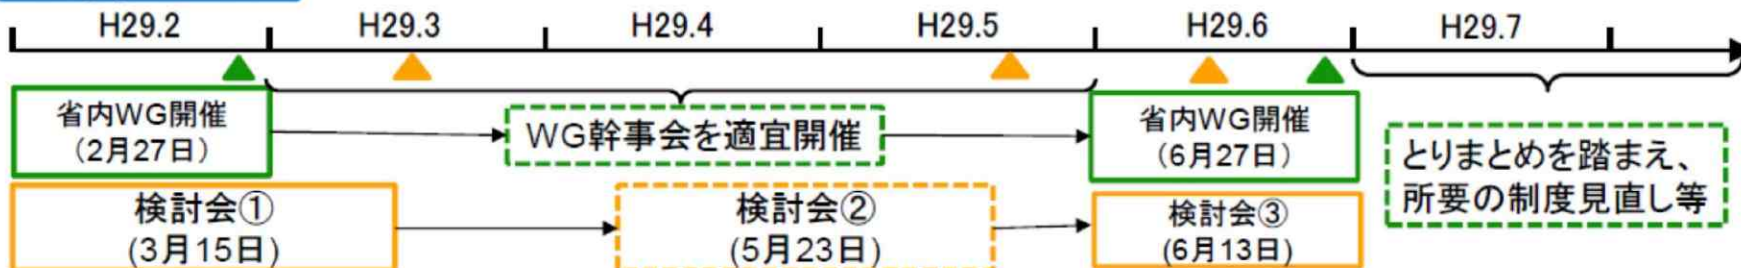 H29.2 H29.3 H29.4 H29.5 H29.6 H29.7
省内WG開催
（2月27日）
WG幹事会を適宜開催
省内WG開催
（6月27日）
とりまとめを踏まえ、
所要の制度見直し等
検討会①
(3月15日)
検討会②
(5月23日)
検討会③
(6月13日)